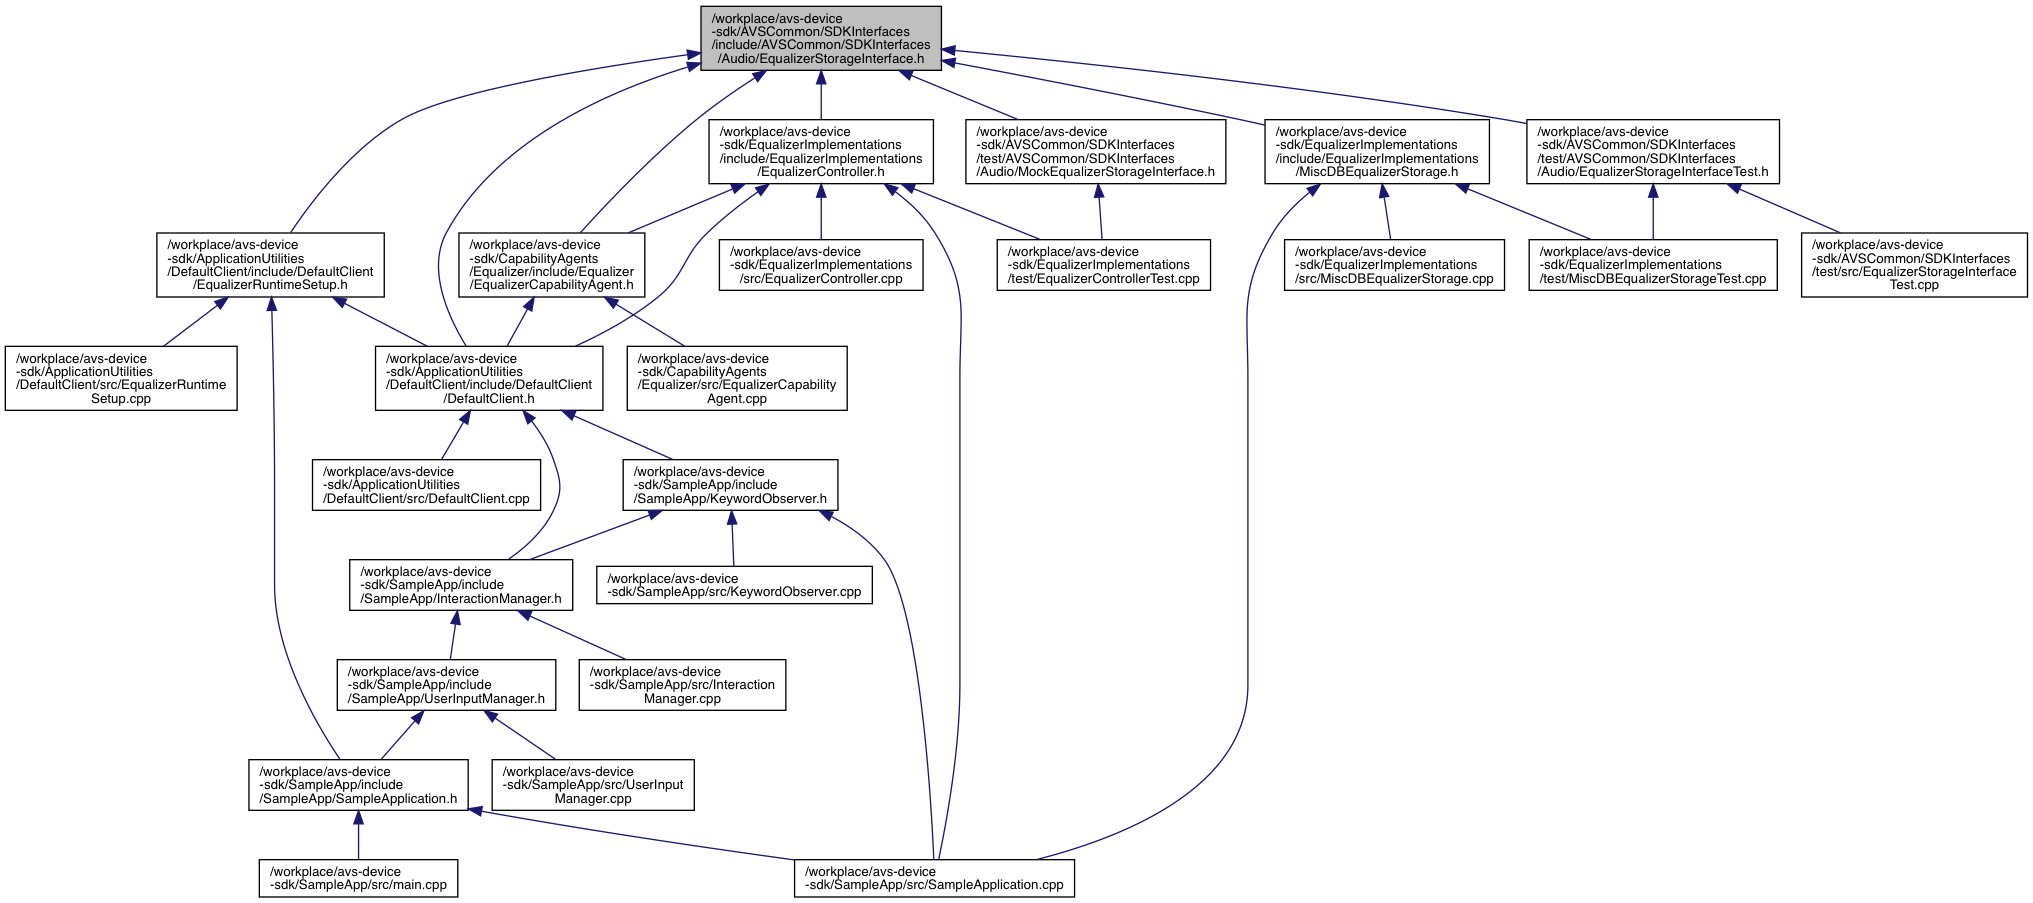 /workplace/avs-device
-sdk/AVSCommon/SDKInterfaces
/include/AVSCommon/SDKInterfaces
/Audio/EqualizerStorageInterface.h
/workplace/avs-device
-sdk/EqualizerImplementations
/include/EqualizerImplementations
/EqualizerController.h
/workplace/avs-device
-sdk/AVSCommon/SDKInterfaces
/test/AVSCommon/SDKInterfaces
/Audio/MockEqualizerStorageInterface.h
/workplace/avs-device
-sdk/EqualizerImplementations
/include/EqualizerImplementations
/MiscDBEqualizerStorage.h
/workplace/avs-device
-sdk/AVSCommon/SDKInterfaces
/test/AVSCommon/SDKInterfaces
/Audio/EqualizerStorageInterfaceTest.h
/workplace/avs-device
-sdk/ApplicationUtilities
/DefaultClient/include/DefaultClient
/EqualizerRuntimeSetup.h
/workplace/avs-device
-sdk/CapabilityAgents
/Equalizer/include/Equalizer
/EqualizerCapabilityAgent.h
/workplace/avs-device
-sdk/EqualizerImplementations
/src/EqualizerController.cpp
/workplace/avs-device
-sdk/EqualizerImplementations
/test/EqualizerControllerTest.cpp
/workplace/avs-device
-sdk/EqualizerImplementations
/src/MiscDBEqualizerStorage.cpp
/workplace/avs-device
-sdk/EqualizerImplementations
/test/MiscDBEqualizerStorageTest.cpp
/workplace/avs-device
-sdk/AVSCommon/SDKInterfaces
/test/src/EqualizerStorageInterface
Test.cpp
/workplace/avs-device
-sdk/ApplicationUtilities
/DefaultClient/src/EqualizerRuntime
Setup.cpp
/workplace/avs-device
-sdk/ApplicationUtilities
/DefaultClient/include/DefaultClient
/DefaultClient.h
/workplace/avs-device
-sdk/CapabilityAgents
/Equalizer/src/EqualizerCapability
Agent.cpp
/workplace/avs-device
-sdk/ApplicationUtilities
/DefaultClient/src/DefaultClient.cpp
/workplace/avs-device
-sdk/SampleApp/include
/SampleApp/KeywordObserver.h
/workplace/avs-device
-sdk/SampleApp/include
/SampleApp/InteractionManager.h
/workplace/avs-device
-sdk/SampleApp/src/KeywordObserver.cpp
/workplace/avs-device
-sdk/SampleApp/include
/SampleApp/UserInputManager.h
/workplace/avs-device
-sdk/SampleApp/src/Interaction
Manager.cpp
/workplace/avs-device
-sdk/SampleApp/include
/SampleApp/SampleApplication.h
/workplace/avs-device
-sdk/SampleApp/src/UserInput
Manager.cpp
/workplace/avs-device
-sdk/SampleApp/src/main.cpp
/workplace/avs-device
-sdk/SampleApp/src/SampleApplication.cpp